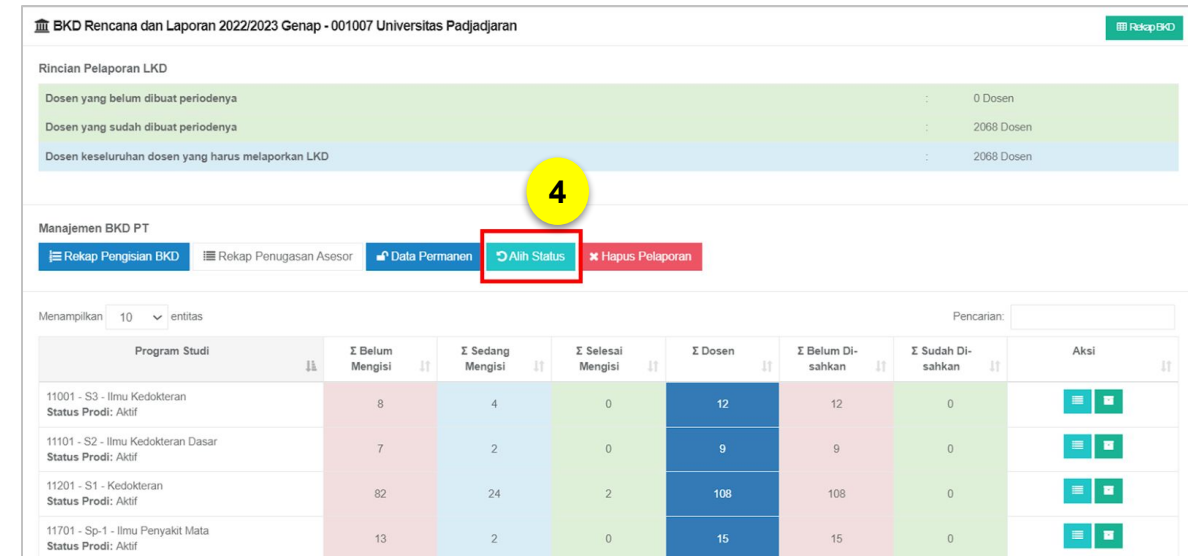 BKD Rencana dan Laporan 2022/2023 Genap - 001007 Universitas Padjadjaran
Rekap BKD
Rincian Pelaporan LKD
Dosen yang belum dibuat periodenya : 0 Dosen
Dosen yang sudah dibuat periodenya : 2068 Dosen
Dosen keseluruhan dosen yang harus melaporkan LKD : 2068 Dosen
4
Manajemen BKD PT
Rekap Pengisian BKD Rekap Penugasan Asesor Data Permanen Alih Status Hapus Pelaporan
Menampilkan 10 entitas Pencarian:
Program Studi Σ Belum Σ Sedang Σ Selesai Σ Dosen Σ Belum Di- Σ Sudah Di- Aksi
Mengisi Mengisi Mengisi sahkan sahkan
11001 - S3 - Ilmu Kedokteran
Status Prodi: Aktif 8 4 0 12 12 0
11101 - S2 - Ilmu Kedokteran Dasar
Status Prodi: Aktif 7 2 0 9 9 0
11201 - S1 - Kedokteran
Status Prodi: Aktif 82 24 2 108 108 0
11701 - Sp-1 - Ilmu Penyakit Mata
Status Prodi: Aktif 13 2 0 15 15 0